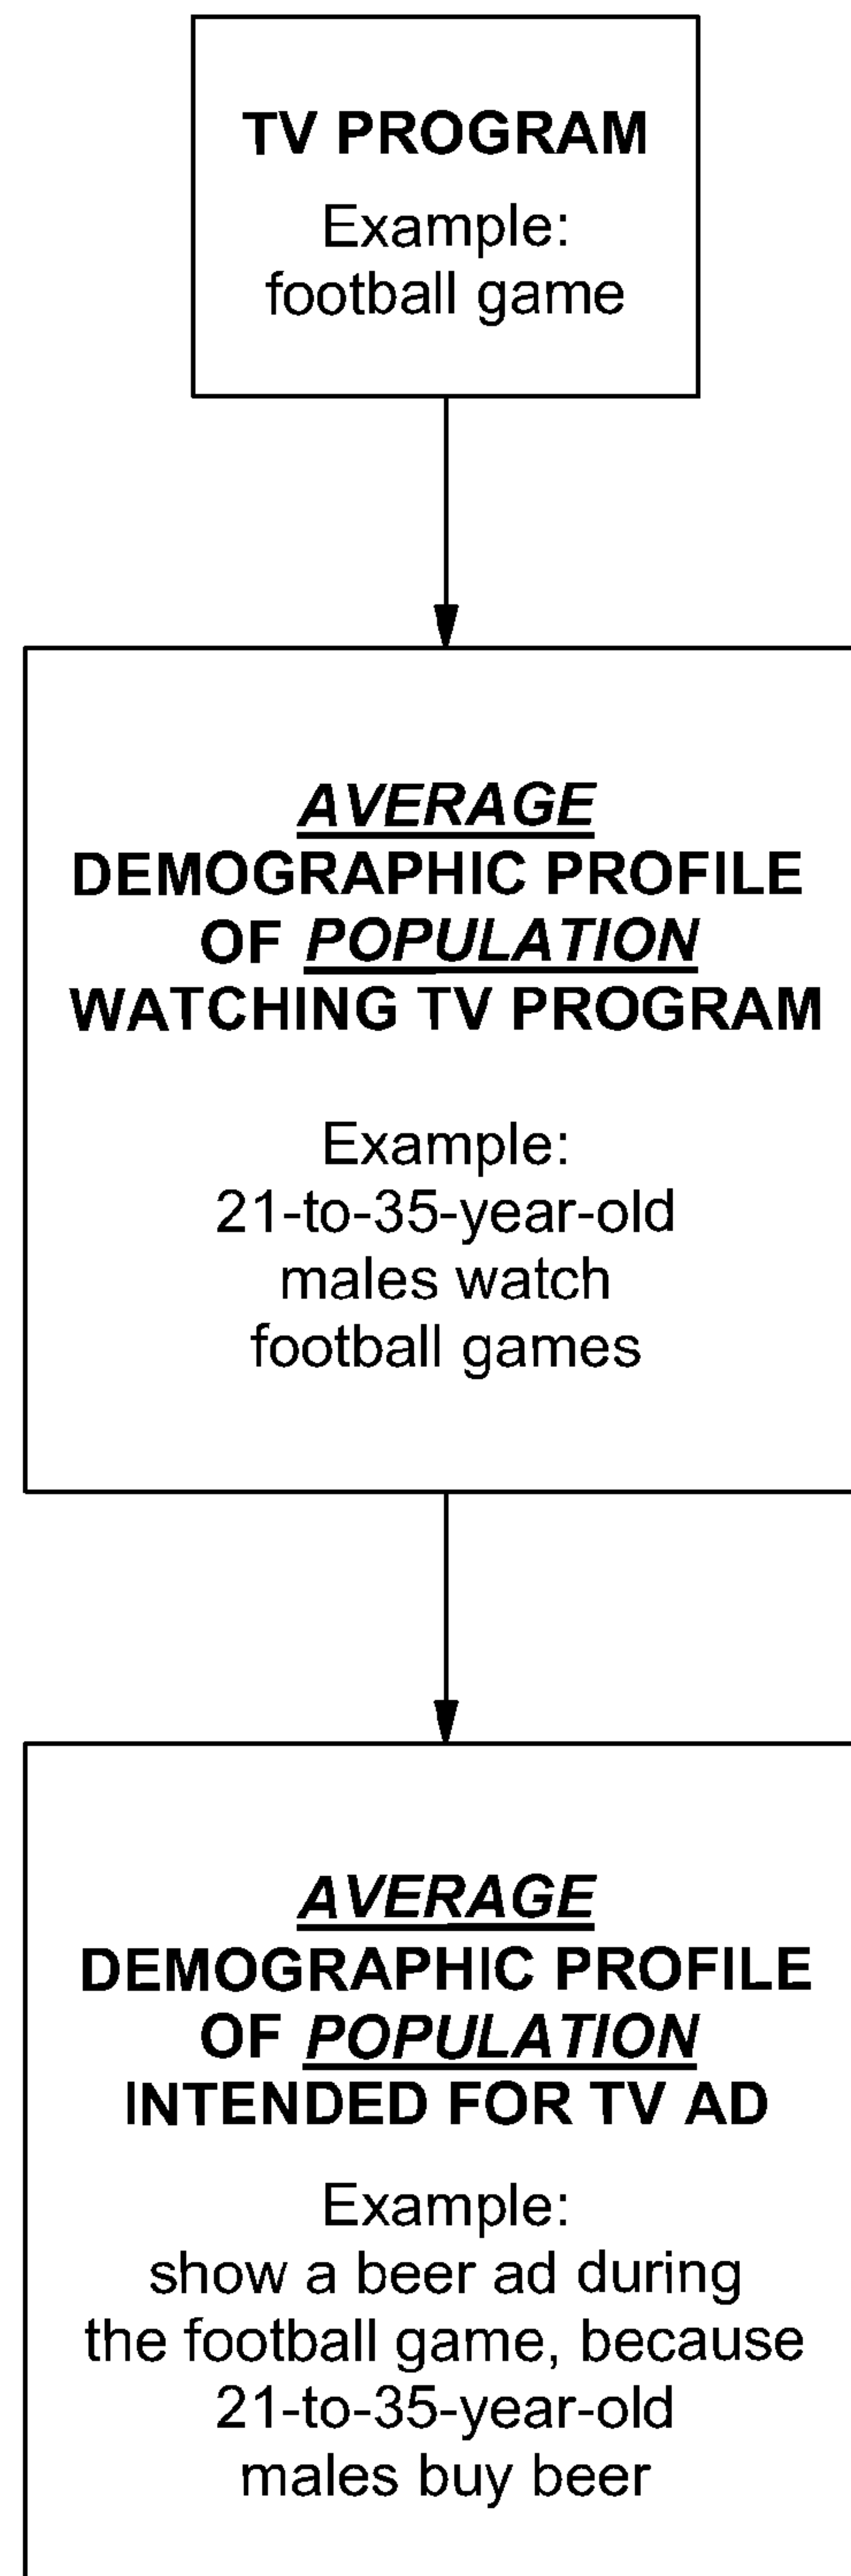 TV PROGRAM
Example:
football game
AVERAGE
DEMOGRAPHIC PROFILE
OF POPULATION
WATCHING TV PROGRAM
Example:
21-to-35-year-old
males watch
football games
AVERAGE
DEMOGRAPHIC PROFILE
OF POPULATION
INTENDED FOR TV AD
Example:
show a beer ad during
the football game, because
21-to-35-year-old
males buy beer